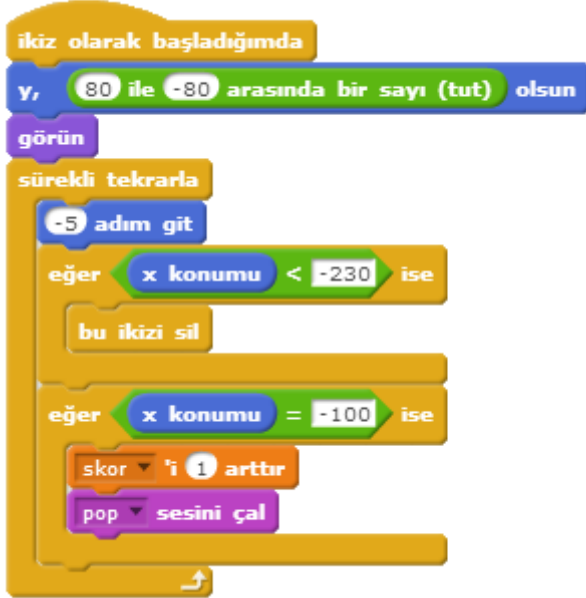 ikiz olarak başladığımda
y, 80 ile -80 arasında bir sayı (tut) olsun
görün
sürekli tekrarla
-5 adım git
eğer x konumu < -230 ise
bu ikizi sil
eğer x konumu = -100 ise
skor 'i 1 arttır
pop sesini çal